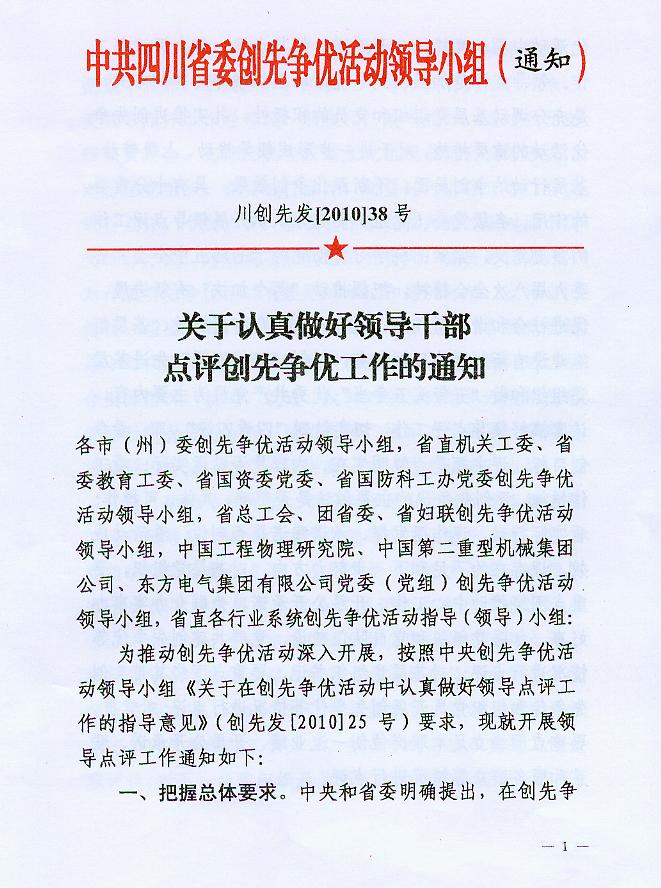 中共四川省委创先争优活动领导小组（通知）
川创先发[2010]38 号
关于认真做好领导干部
点评创先争优工作的通知
各市（州）委创先争优活动领导小组，省直机关工委、省
委教育工委、省国资委党委、省国防科工办党委创先争优
活动领导小组，省总工会、团省委、省妇联创先争优活动
领导小组，中国工程物理研究院、中国第二重型机械集团
公司、东方电气集团有限公司党委（党组）创先争优活动
领导小组，省直各行业系统创先争优活动指导（领导）小组：
为推动创先争优活动深入开展，按照中央创先争优活
动领导小组《关于在创先争优活动中认真做好领导点评工
作的指导意见》（创先发[2010]25 号）要求，现就开展领
导点评工作通知如下：
一、把握总体要求。中央和省委明确提出，在创先争
— 1 —